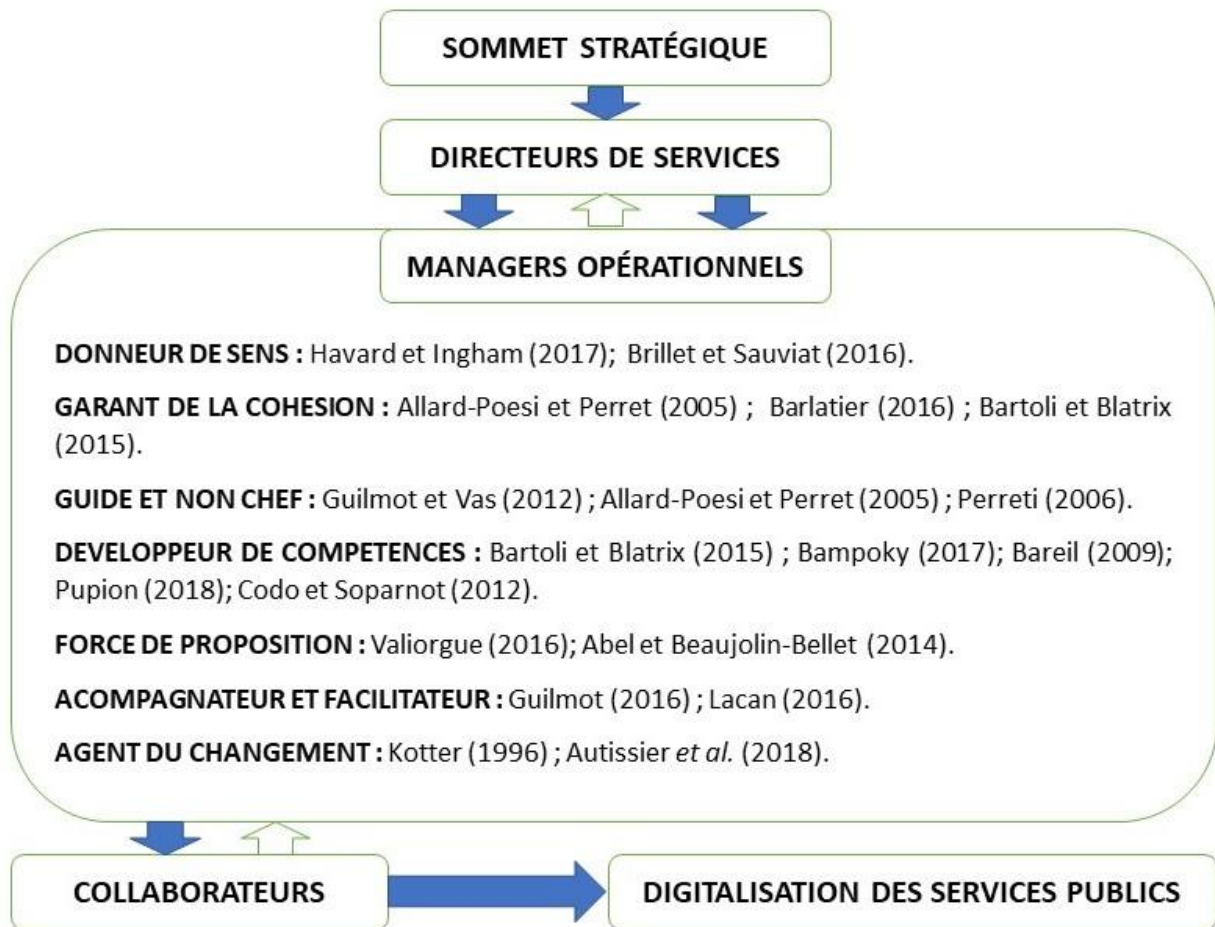 SOMMET STRATÉGIQUE
DIRECTEURS DE SERVICES
MANAGERS OPÉRATIONNELS
DONNEUR DE SENS : Havard et Ingham (2017); Brillet et Sauviat (2016).
GARANT DE LA COHESION : Allard-Poesi et Perret (2005) ; Barlatier (2016) ; Bartoli et Blatrix
(2015).
GUIDE ET NON CHEF : Guilmot et Vas (2012) ; Allard-Poesi et Perret (2005) ; Perreti (2006).
DEVELOPPEUR DE COMPETENCES : Bartoli et Blatrix (2015) ; Bampoky (2017); Bareil (2009);
Pupion (2018); Codo et Soparnot (2012).
FORCE DE PROPOSITION : Valiorgue (2016); Abel et Beaujolin-Bellet (2014).
ACOMPAGNATEUR ET FACILITATEUR : Guilmot (2016) ; Lacan (2016).
AGENT DU CHANGEMENT : Kotter (1996) ; Autissier et al. (2018).
COLLABORATEURS
DIGITALISATION DES SERVICES PUBLICS